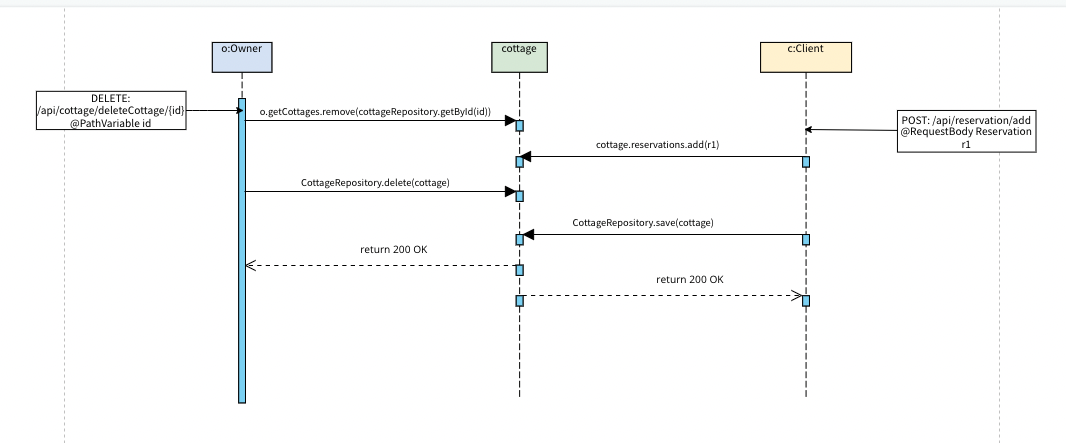 o:Owner
cottage
c:Client
DELETE:
/api/cottage/deleteCottage/{id}
@PathVariable id
o.getCottages.remove(cottageRepository.getById(id))
POST: /api/reservation/add
@RequestBody Reservation
r1
cottage.reservations.add(r1)
CottageRepository.delete(cottage)
CottageRepository.save(cottage)
return 200 OK
return 200 OK